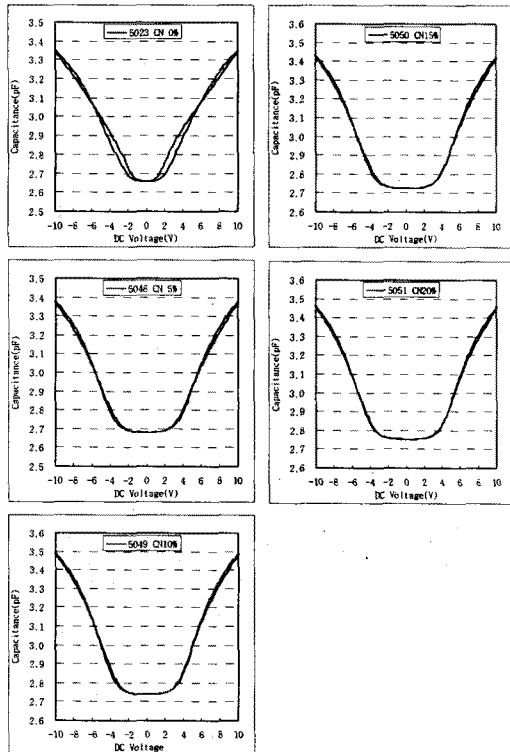 5023 CN 0%
Capacitance(pF)
3.5
3.4
3.3
3.2
3.1
3.0
2.9
2.8
2.7
2.6
2.5
-10 -8 -6 -4 -2 0 2 4 6 8 10
DC Voltage(V)
5050 CN15%
Capacitance(pF)
3.5
3.4
3.3
3.2
3.1
3.0
2.9
2.8
2.7
2.6
-10 -8 -6 -4 -2 0 2 4 6 8 10
DC Voltage(V)
5046 CN 5%
Capacitance(pF)
3.5
3.4
3.3
3.2
3.1
3.0
2.9
2.8
2.7
2.6
2.5
-10 -8 -6 -4 -2 0 2 4 6 8 10
DC Voltage(V)
5051 CN20%
Capacitance(pF)
3.6
3.5
3.4
3.3
3.2
3.1
3.0
2.9
2.8
2.7
2.6
-10 -8 -6 -4 -2 0 2 4 6 8 10
DC Voltage(V)
5049 CN10%
Capacitance(pF)
3.6
3.5
3.4
3.3
3.2
3.1
3.0
2.9
2.8
2.7
2.6
-10 -8 -6 -4 -2 0 2 4 6 8 10
DC Voltage